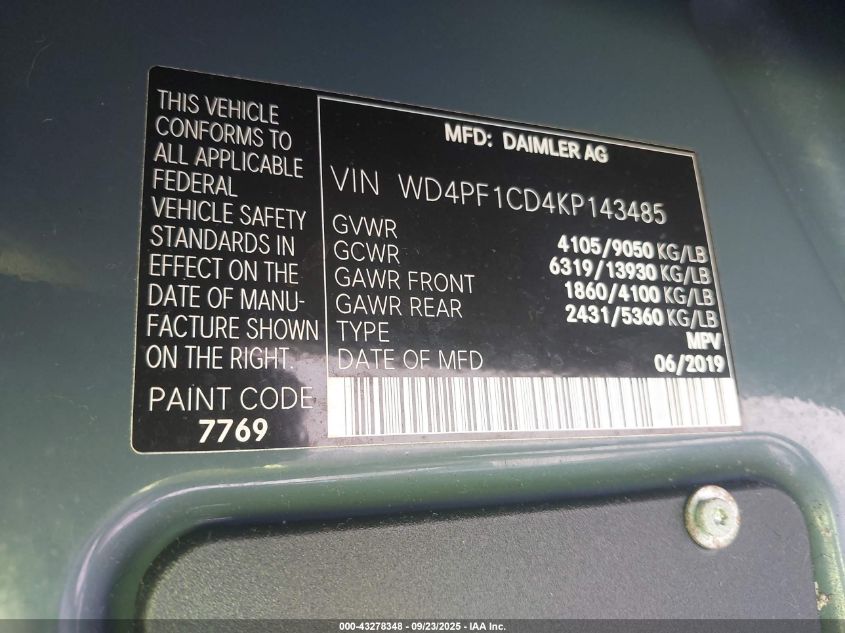 THIS VEHICLE
CONFORMS TO
ALL APPLICABLE
FEDERAL
VEHICLE SAFETY
STANDARDS IN
EFFECT ON THE
DATE OF MANU-
FACTURE SHOWN
ON THE RIGHT.
PAINT CODE
7769
MFD: DAIMLER AG
VIN WD4PF1CD4KP143485
GVWR 4105/9050 KG/LB
GCWR 6319/13930 KG/LB
GAWR FRONT 1860/4100 KG/LB
GAWR REAR 2431/5360 KG/LB
TYPE MPV
DATE OF MFD 06/2019
000-43278348 - 09/23/2025 - IAA Inc.